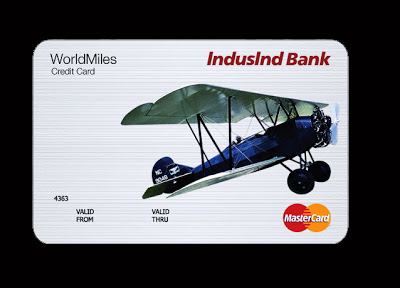 WorldMiles
Credit Card
IndusInd Bank
4363
VALID
FROM
VALID
THRU
MasterCard